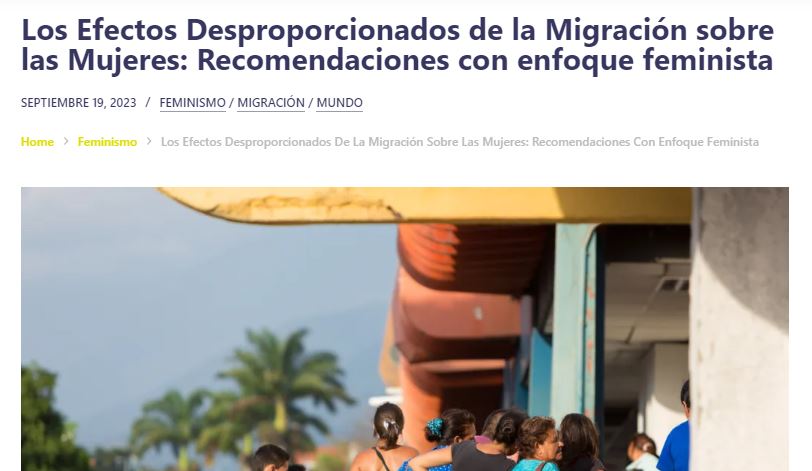 Los Efectos Desproporcionados de la Migración sobre
las Mujeres: Recomendaciones con enfoque feminista
SEPTIEMBRE 19, 2023 / FEMINISMO / MIGRACIÓN / MUNDO
Home > Feminismo > Los Efectos Desproporcionados De La Migración Sobre Las Mujeres: Recomendaciones Con Enfoque Feminista